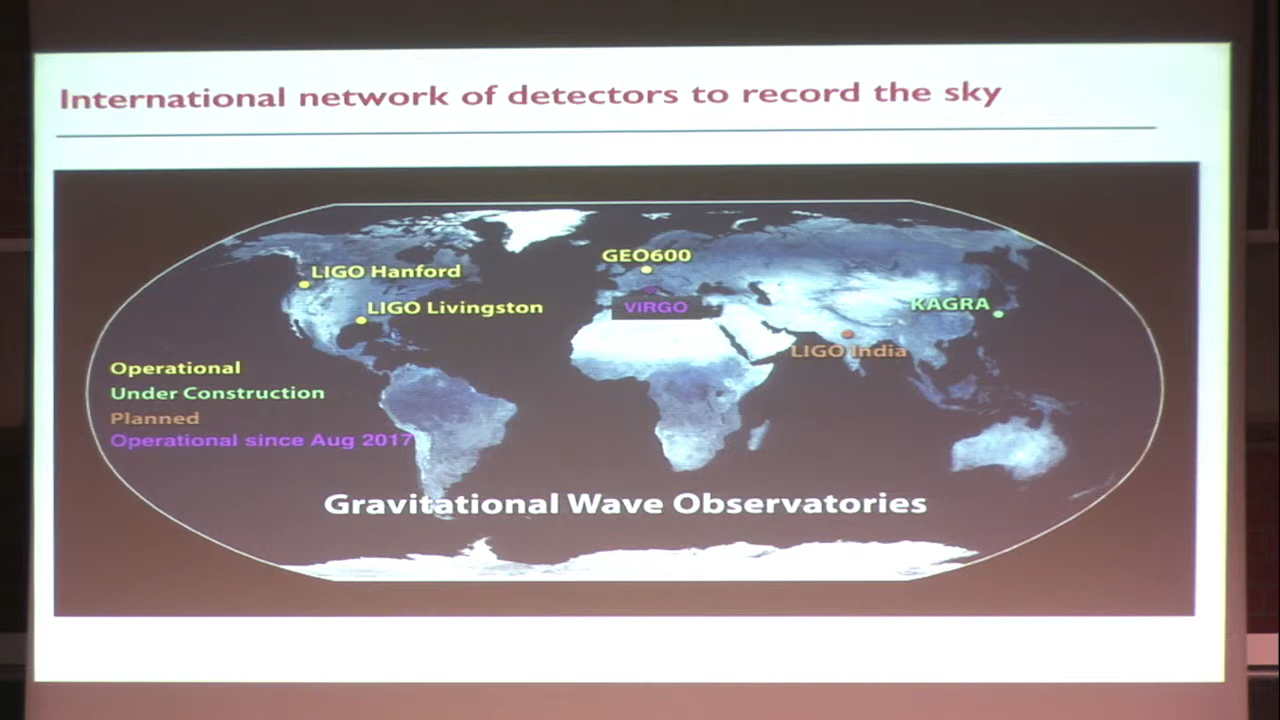 International network of detectors to record the sky
GEO600
LIGO Hanford
LIGO Livingston
VIRGO
KAGRA
LIGO India
Operational
Under Construction
Planned
Operational since Aug 2017
Gravitational Wave Observatories